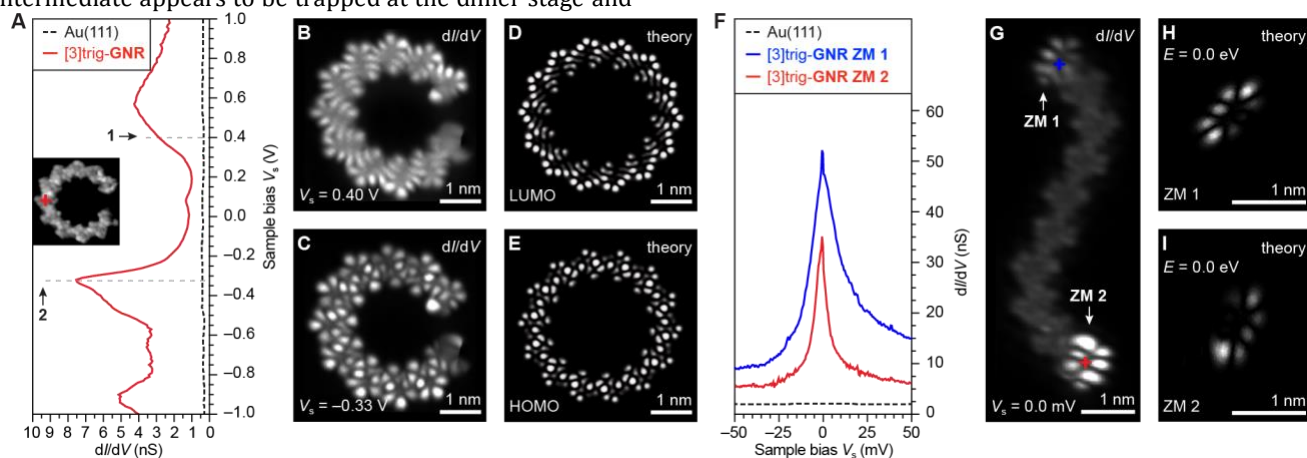 ntermediate appears to be trapped at the dimer stage and
A
Au(111)
[3]trig-GNR
1
2
1.0
0.8
0.6
0.4
0.2
0.0
−0.2
−0.4
−0.6
−0.8
−1.0
Sample bias Vs (V)
10 9 8 7 6 5 4 3 2 1 0
dI/dV (nS)
B
dI/dV
Vs = 0.40 V
1 nm
C
dI/dV
Vs = −0.33 V
1 nm
D
theory
LUMO
1 nm
E
theory
HOMO
1 nm
F
Au(111)
[3]trig-GNR ZM 1
[3]trig-GNR ZM 2
60
50
40
30
20
10
0
dI/dV (nS)
−50 −25 0 25 50
Sample bias Vs (mV)
G
dI/dV
ZM 1
ZM 2
Vs = 0.0 mV
1 nm
H
theory
E = 0.0 eV
ZM 1
1 nm
I
theory
E = 0.0 eV
ZM 2
1 nm